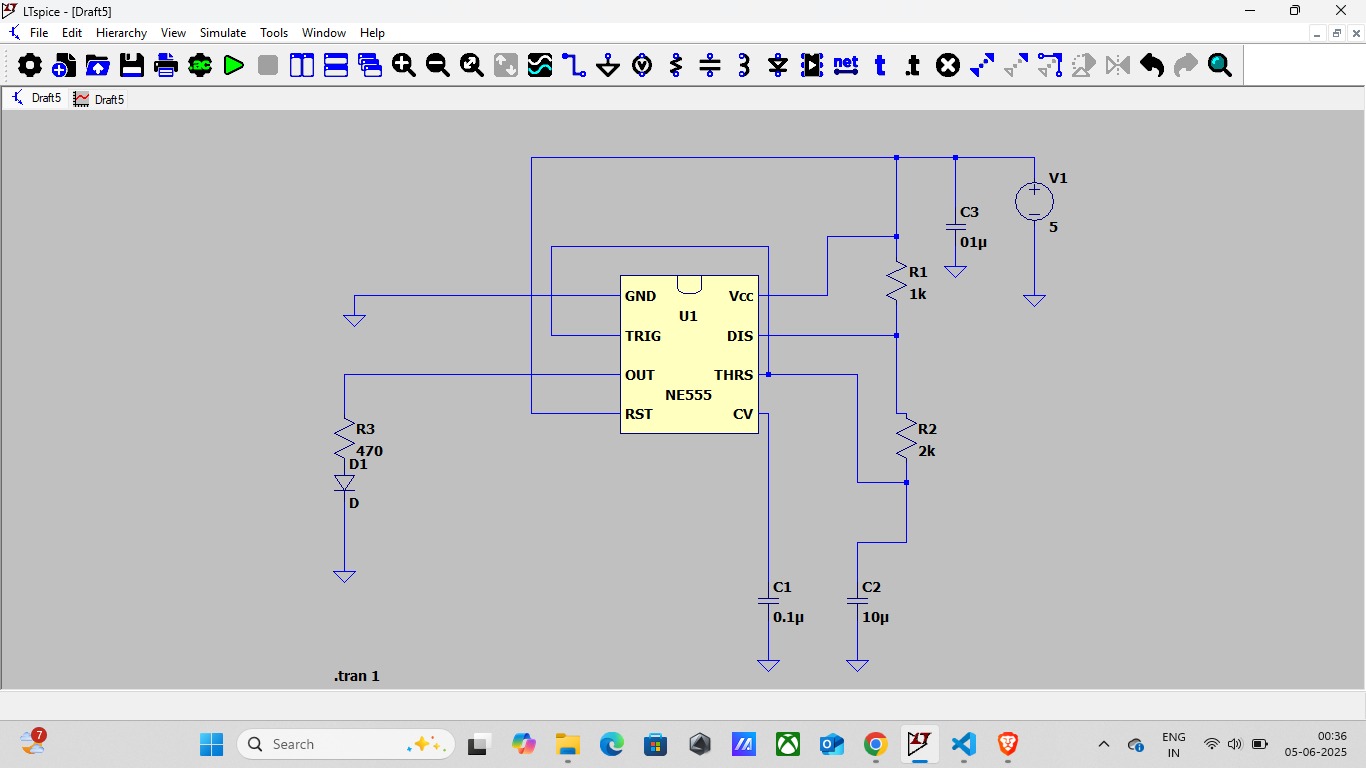 LTspice - [Draft5]
File Edit Hierarchy View Simulate Tools Window Help
.ac
net
t
.t
Draft5
Draft5
V1
5
C3
01µ
R1
1k
GND
Vcc
U1
TRIG
DIS
OUT
THRS
NE555
RST
CV
R3
470
R2
2k
D1
D
C1
0.1µ
C2
10µ
.tran 1
7
Search
ENG
IN
00:36
05-06-2025